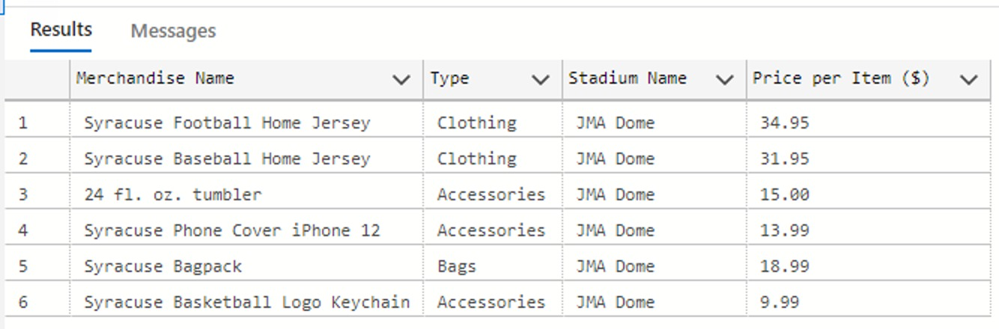 Results Messages
Merchandise Name Type Stadium Name Price per Item ($)
1 Syracuse Football Home Jersey Clothing JMA Dome 34.95
2 Syracuse Baseball Home Jersey Clothing JMA Dome 31.95
3 24 fl. oz. tumbler Accessories JMA Dome 15.00
4 Syracuse Phone Cover iPhone 12 Accessories JMA Dome 13.99
5 Syracuse Bagpack Bags JMA Dome 18.99
6 Syracuse Basketball Logo Keychain Accessories JMA Dome 9.99